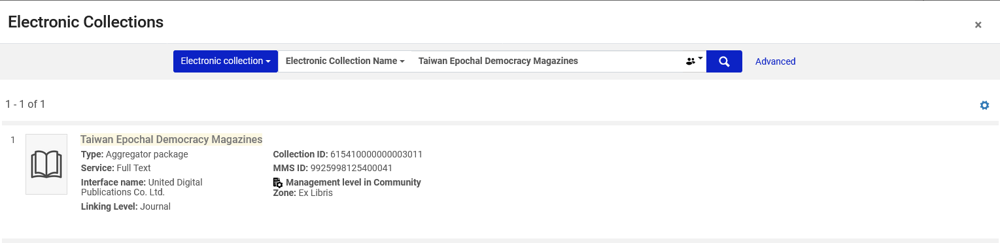 Electronic Collections
×
Electronic collection Electronic Collection Name Taiwan Epochal Democracy Magazines Advanced
1 - 1 of 1
1
Taiwan Epochal Democracy Magazines
Type: Aggregator package
Service: Full Text
Interface name: United Digital
Publications Co. Ltd.
Linking Level: Journal
Collection ID: 615410000000003011
MMS ID: 9925998125400041
Management level in Community
Zone: Ex Libris